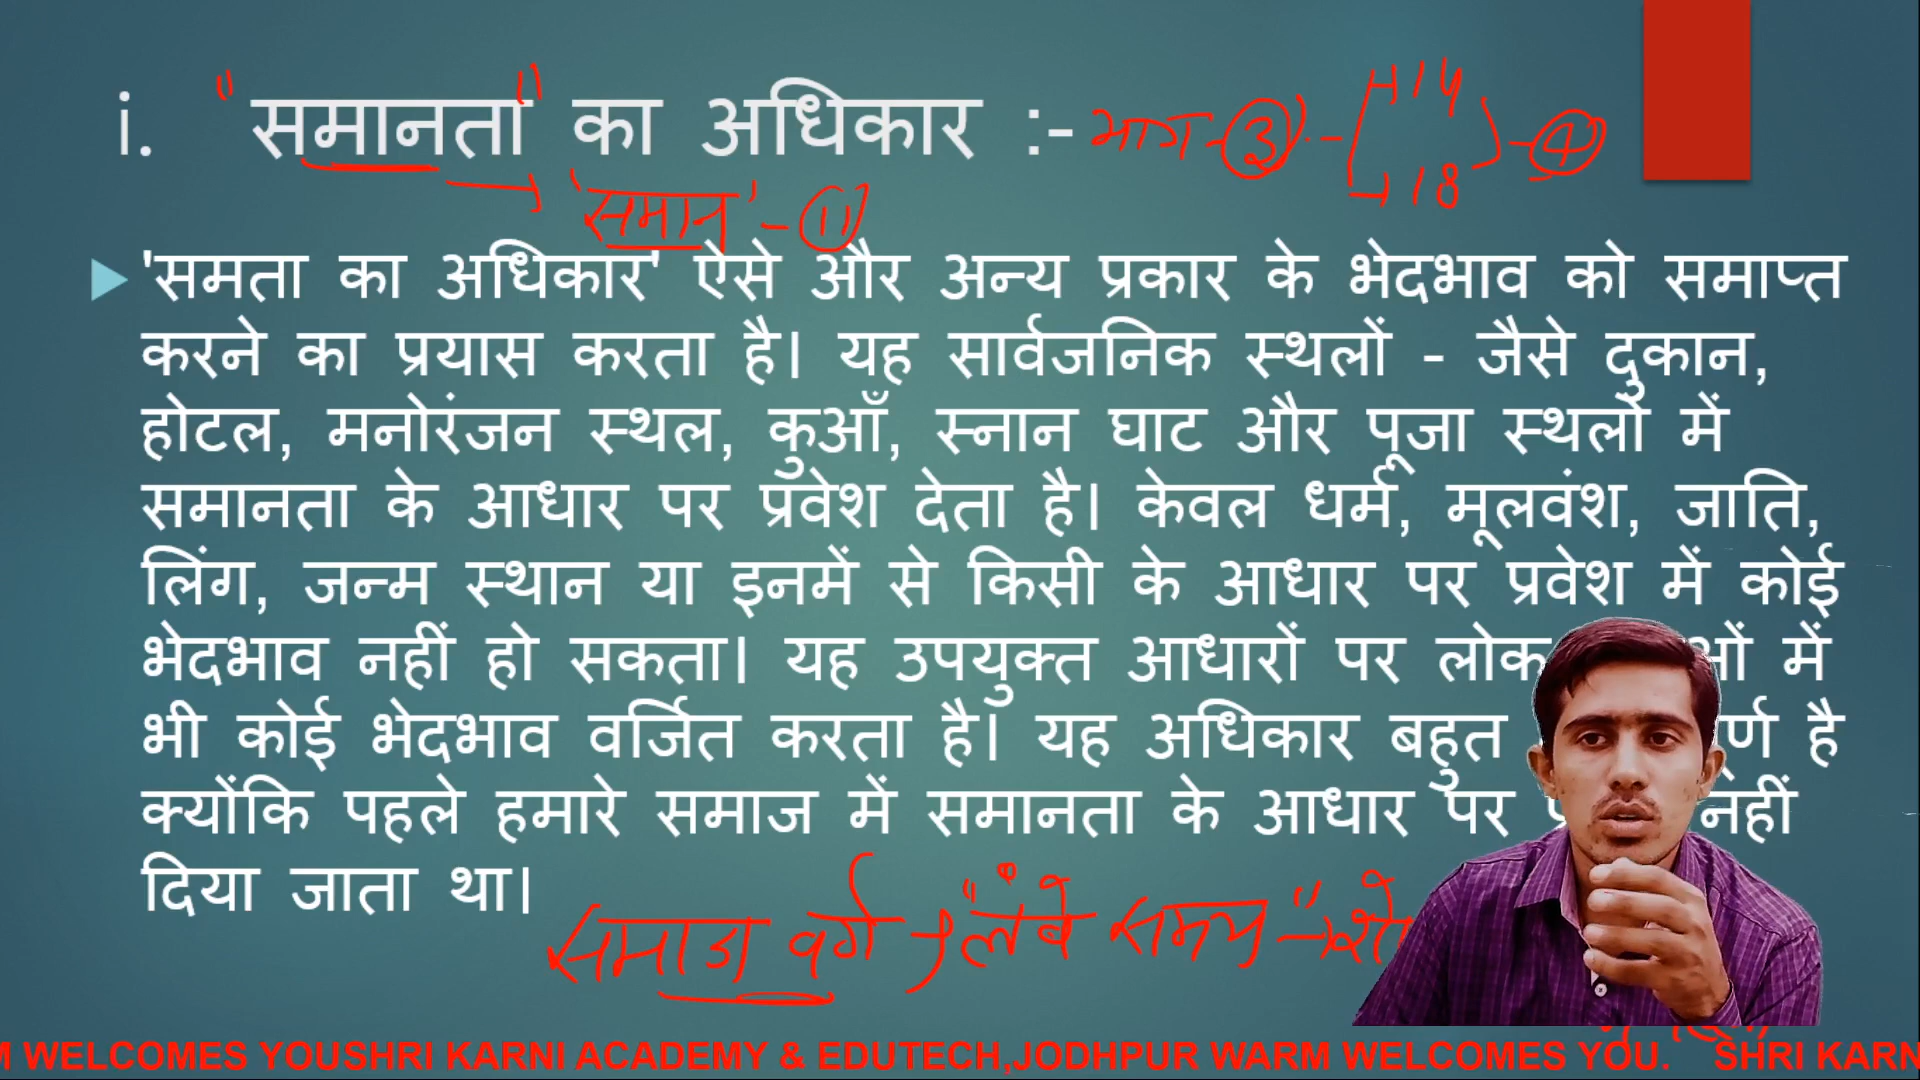 i. "समानता" का अधिकार :- भाग-③ - 14 18 - ④
'समान' - ⑪
'समता का अधिकार' ऐसे और अन्य प्रकार के भेदभाव को समाप्त
करने का प्रयास करता है। यह सार्वजनिक स्थलों - जैसे दुकान,
होटल, मनोरंजन स्थल, कुआँ, स्नान घाट और पूजा स्थलों में
समानता के आधार पर प्रवेश देता है। केवल धर्म, मूलवंश, जाति,
लिंग, जन्म स्थान या इनमें से किसी के आधार पर प्रवेश में कोई
भेदभाव नहीं हो सकता। यह उपयुक्त आधारों पर लोक में
भी कोई भेदभाव वर्जित करता है। यह अधिकार बहुत है
क्योंकि पहले हमारे समाज में समानता के आधार पर नहीं
दिया जाता था।
समाज वर्ग "लंबे समय"
M WELCOMES YOUSHRI KARNI ACADEMY & EDUTECH,JODHPUR WARM WELCOMES YOU. SHRI KARN